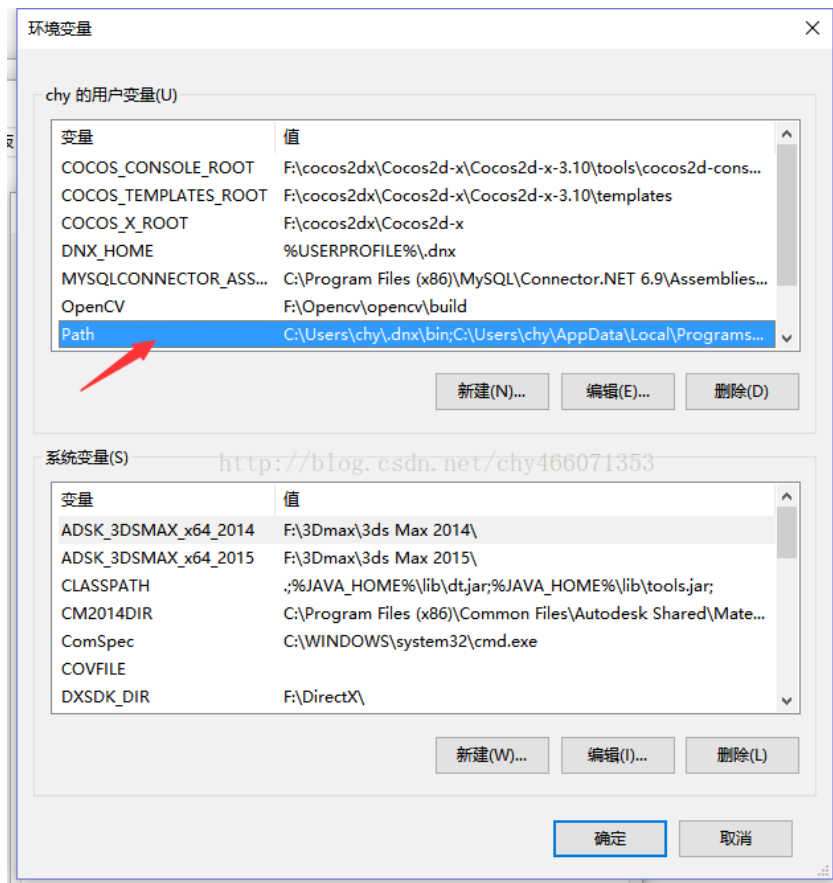 环境变量
chy 的用户变量(U)
变量 值
COCOS_CONSOLE_ROOT F:\cocos2dx\Cocos2d-x\Cocos2d-x-3.10\tools\cocos2d-cons...
COCOS_TEMPLATES_ROOT F:\cocos2dx\Cocos2d-x\Cocos2d-x-3.10\templates
COCOS_X_ROOT F:\cocos2dx\Cocos2d-x
DNX_HOME %USERPROFILE%\.dnx
MYSQLCONNECTOR_ASS... C:\Program Files (x86)\MySQL\Connector.NET 6.9\Assemblies...
OpenCV F:\Opencv\opencv\build
Path C:\Users\chy\.dnx\bin;C:\Users\chy\AppData\Local\Programs...
新建(N)... 编辑(E)... 删除(D)
系统变量(S)
http://blog.csdn.net/chy466071353
变量 值
ADSK_3DSMAX_x64_2014 F:\3Dmax\3ds Max 2014\
ADSK_3DSMAX_x64_2015 F:\3Dmax\3ds Max 2015\
CLASSPATH .;%JAVA_HOME%\lib\dt.jar;%JAVA_HOME%\lib\tools.jar;
CM2014DIR C:\Program Files (x86)\Common Files\Autodesk Shared\Mate...
ComSpec C:\WINDOWS\system32\cmd.exe
COVFILE
DXSDK_DIR F:\DirectX\
新建(W)... 编辑(I)... 删除(L)
确定 取消